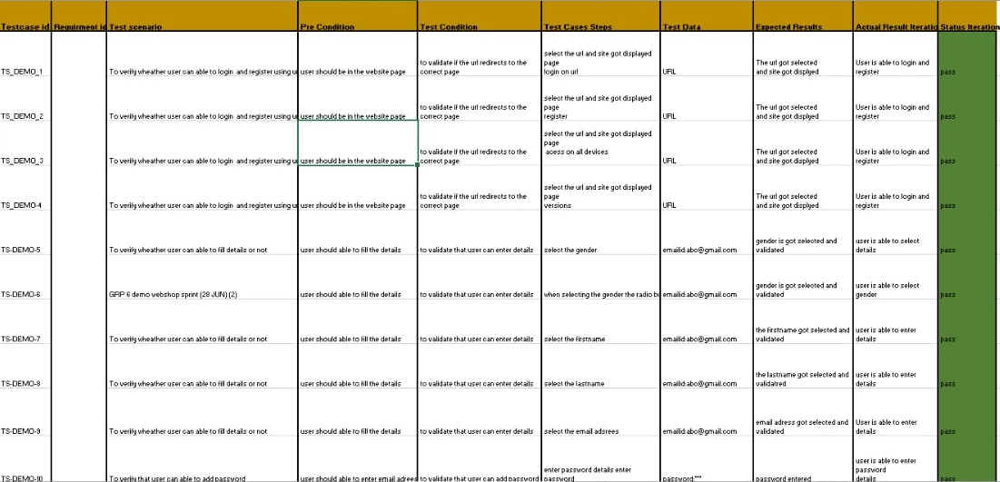 Testcase id Requirment id Test scenario Pre Condition Test Condition Test Cases Steps Test Data Expected Results Actual Result Iteratio Status Iteration
TS_DEMO_1 To verify wheather user can able to login and register using u user should be in the website page
to validate if the url redirects to the
correct page
select the url and site got displayed
page
login on url
URL
The url got selected
and site got displyed
User is able to login and
register
pass
TS_DEMO_2 To verify wheather user can able to login and register using u user should be in the website page
to validate if the url redirects to the
correct page
select the url and site got displayed
page
register
URL
The url got selected
and site got displyed
User is able to login and
register
pass
TS_DEMO_3 To verify wheather user can able to login and register using u user should be in the website page
to validate if the url redirects to the
correct page
select the url and site got displayed
page
acess on all devices
URL
The url got selected
and site got displyed
User is able to login and
register
pass
TS_DEMO-4 To verify wheather user can able to login and register using u user should be in the website page
to validate if the url redirects to the
correct page
select the url and site got displayed
page
versions
URL
The url got selected
and site got displyed
User is able to login and
register
pass
TS-DEMO-5 To verify wheather user can able to fill details or not user should able to fill the details to validate that user can enter details select the gender emailid:abc@gmail.com
gender is got selected and
validated
user is able to select
details
pass
TS-DEMO-6 GRP 6 demo webshop sprint (28 JUN) (2) user should able to fill the details to validate that user can enter details when selecting the gender the radio bu emailid:abc@gmail.com
gender is got selected and
validated
user is able to select
gender
pass
TS-DEMO-7 To verify wheather user can able to fill details or not user should able to fill the details to validate that user can enter details select the firstname emailid:abc@gmail.com
the firstname got selected and
validated
user is able to enter
details
pass
TS-DEMO-8 To verify wheather user can able to fill details or not user should able to fill the details to validate that user can enter details select the lastname emailid:abc@gmail.com
the lastname got selected and
validatred
user is able to enter
details
pass
TS-DEMO-9 To verify wheather user can able to fill details or not user should able to fill the details to validate that user can enter details select the email adsrees emailid:abc@gmail.com
email adress got selected and
validated
User is able to enter
details
pass
TS-DEMO-10 To verify that user can able to add password user should able to enter email adrees to validate that user can add password
enter password details enter
password
password:***
password entered
user is able to enter
password
details
pass